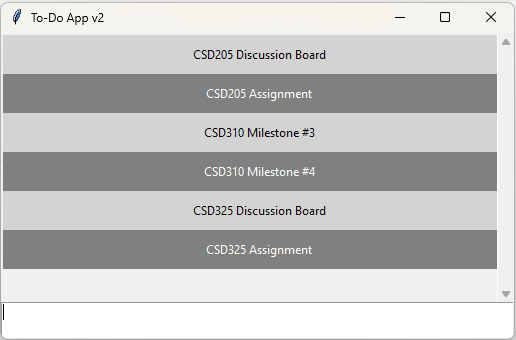 To-Do App v2
CSD205 Discussion Board
CSD205 Assignment
CSD310 Milestone #3
CSD310 Milestone #4
CSD325 Discussion Board
CSD325 Assignment